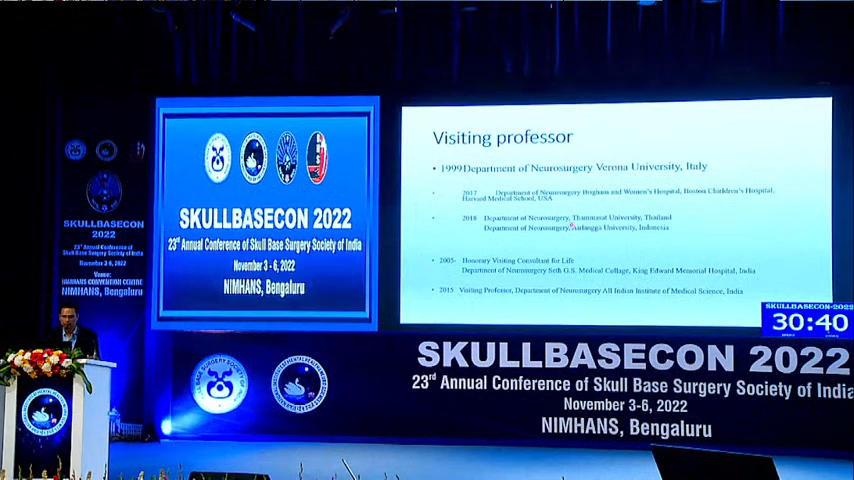 SKULLBASECON
2022
23rd Annual Conference of
Skull Base Surgery Society of India
November 3-6, 2022
Venue:
NIMHANS CONVENTION CENTRE
NIMHANS, Bengaluru
SKULLBASECON 2022
23rd Annual Conference of Skull Base Surgery Society of India
November 3 - 6, 2022
NIMHANS, Bengaluru
Visiting professor
• 1999 Department of Neurosurgery Verona University, Italy
• 2017 Department of Neurosurgery Brigham and Women's Hospital, Boston Charldren's Hospital,
Harvard Medical School, USA
• 2018 Department of Neurosurgery, Thammasat University, Thailand
Department of Neurosurgery, Airlangga University, Indonesia
• 2005- Honorary Visiting Consultant for Life
Department of Neurosurgery Seth G.S. Medical Collage, King Edward Memorial Hospital, India
• 2015 Visiting Professor, Department of Neurosurgery All Indian Institute of Medical Science, India
SKULLBASECON-2022
30:40
SKULLBASECON 2022
23rd Annual Conference of Skull Base Surgery Society of India
November 3-6, 2022
NIMHANS, Bengaluru